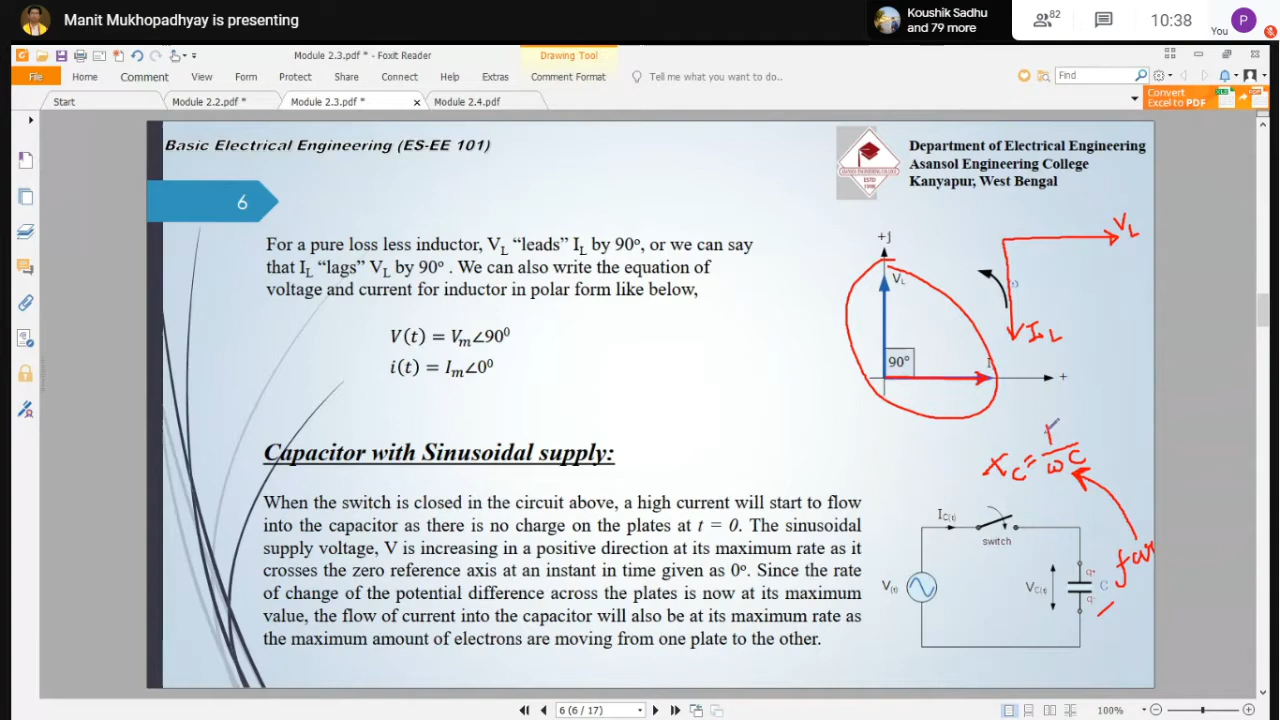 Manit Mukhopadhyay is presenting
Koushik Sadhu
and 79 more
82
10:38
You
P
Module 2.3.pdf * - Foxit Reader
Drawing Tool
File
Home
Comment
View
Form
Protect
Share
Connect
Help
Extras
Comment Format
Tell me what you want to do..
Find
Start
Module 2.2.pdf *
Module 2.3.pdf *
Module 2.4.pdf
Convert
Excel to PDF
Basic Electrical Engineering (ES-EE 101)
Department of Electrical Engineering
Asansol Engineering College
Kanyapur, West Bengal
6
For a pure loss less inductor, VL “leads” IL by 90º, or we can say
that IL “lags” VL by 90º . We can also write the equation of
voltage and current for inductor in polar form like below,
V(t) = Vm∠90⁰
i(t) = Im∠0⁰
+j
VL
90°
+
VL
IL
Capacitor with Sinusoidal supply:
XC = 1/ωC
When the switch is closed in the circuit above, a high current will start to flow
into the capacitor as there is no charge on the plates at t = 0. The sinusoidal
supply voltage, V is increasing in a positive direction at its maximum rate as it
crosses the zero reference axis at an instant in time given as 0º. Since the rate
of change of the potential difference across the plates is now at its maximum
value, the flow of current into the capacitor will also be at its maximum rate as
the maximum amount of electrons are moving from one plate to the other.
IC(t)
switch
V(t)
VC(t)
q+
q-
C
6 (6 / 17)
100%